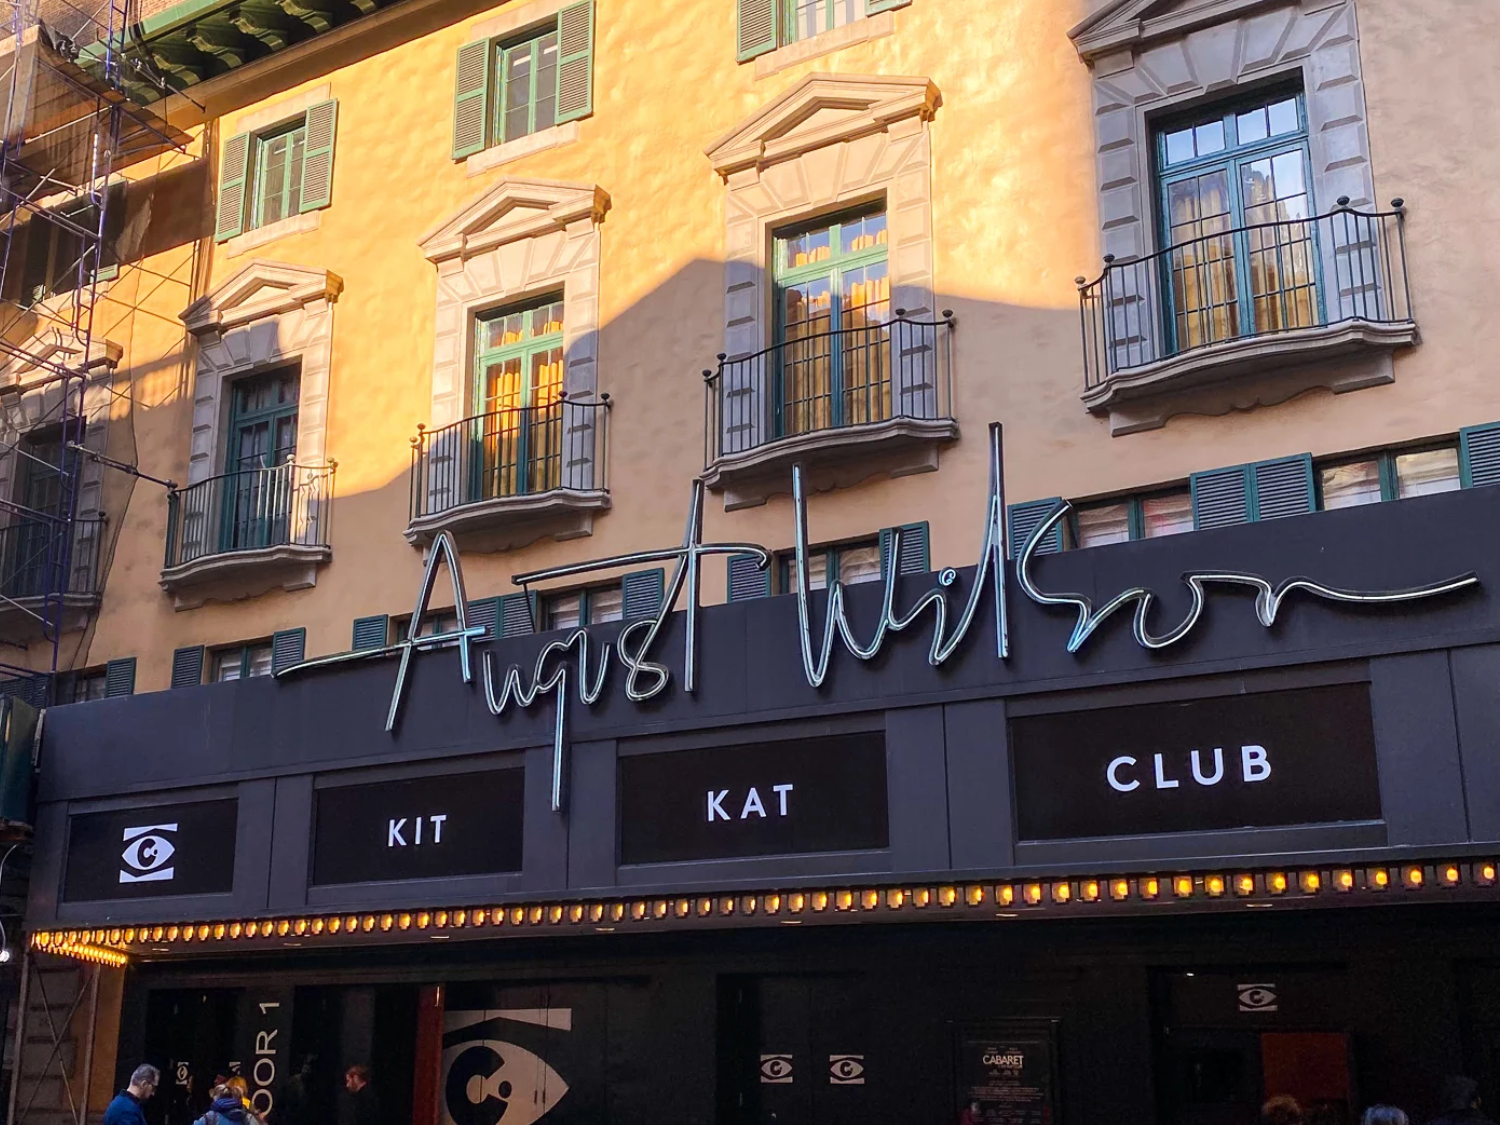 August Wilson
KIT KAT CLUB
DOOR 1
CABARET